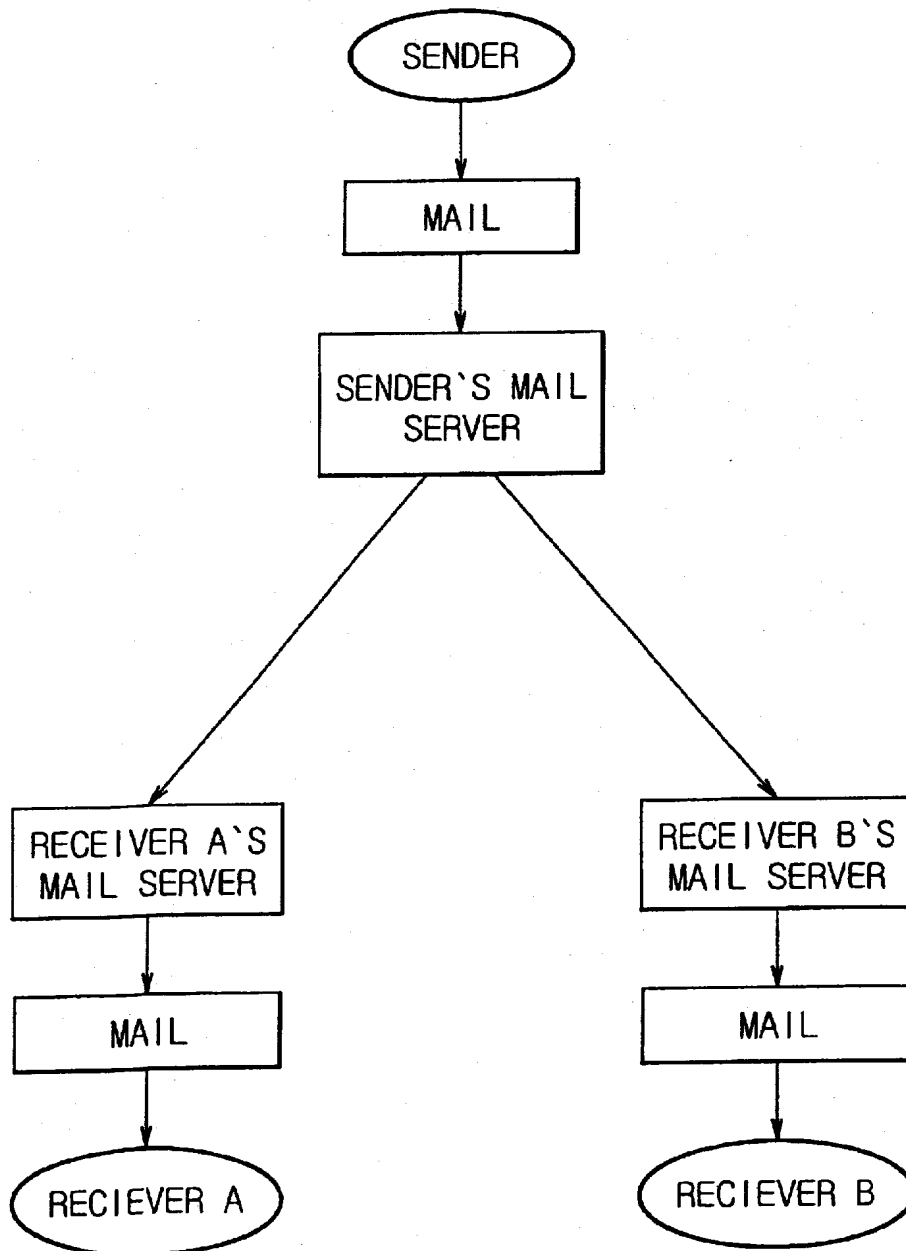 SENDER
MAIL
SENDER`S MAIL
SERVER
RECEIVER A`S
MAIL SERVER
RECEIVER B`S
MAIL SERVER
MAIL
MAIL
RECIEVER A
RECIEVER B